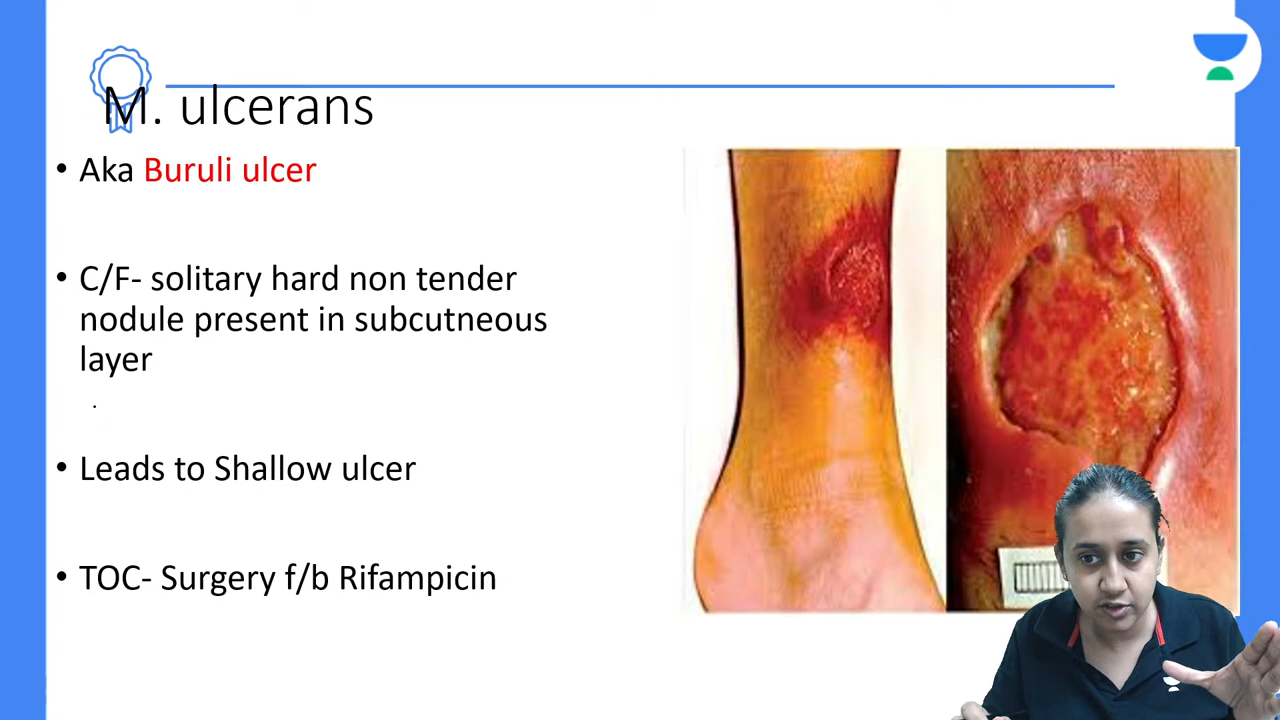 M. ulcerans
• Aka Buruli ulcer
• C/F- solitary hard non tender
nodule present in subcutneous
layer
• Leads to Shallow ulcer
• TOC- Surgery f/b Rifampicin